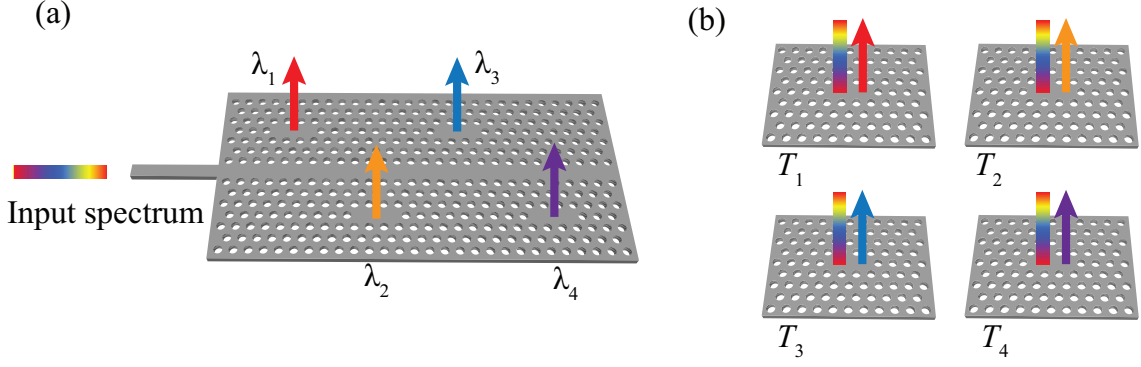 (a)
λ1
λ3
Input spectrum
λ2
λ4
(b)
T1
T2
T3
T4